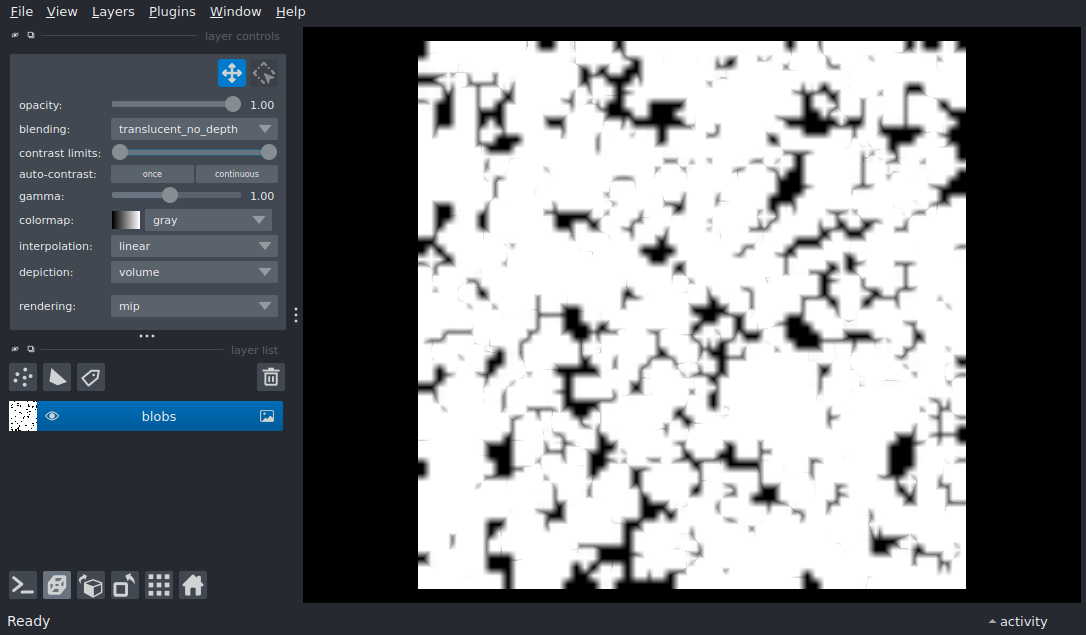 File View Layers Plugins Window Help
layer controls
opacity: 1.00
blending: translucent_no_depth
contrast limits:
auto-contrast: once continuous
gamma: 1.00
colormap: gray
interpolation: linear
depiction: volume
rendering: mip
layer list
blobs
Ready activity